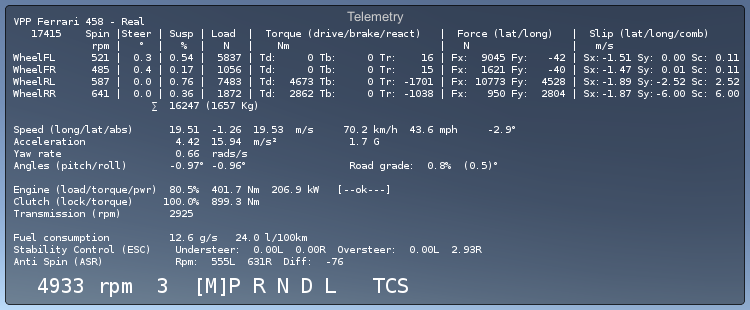 Telemetry
VPP Ferrari 458 - Real
17415 Spin |Steer | Susp | Load | Torque (drive/brake/react) | Force (lat/long) | Slip (lat/long/comb)
rpm | ° | % | N | Nm | N | m/s
WheelFL 521 | 0.3 | 0.54 | 5837 | Td: 0 Tb: 0 Tr: 16 | Fx: 9045 Fy: -42 | Sx:-1.51 Sy: 0.00 Sc: 0.11
WheelFR 485 | 0.4 | 0.17 | 1056 | Td: 0 Tb: 0 Tr: 15 | Fx: 1621 Fy: -40 | Sx:-1.47 Sy: 0.01 Sc: 0.11
WheelRL 587 | 0.0 | 0.76 | 7483 | Td: 4673 Tb: 0 Tr: -1701 | Fx: 10773 Fy: 4528 | Sx:-1.89 Sy:-2.52 Sc: 2.52
WheelRR 641 | 0.0 | 0.36 | 1872 | Td: 2862 Tb: 0 Tr: -1038 | Fx: 950 Fy: 2804 | Sx:-1.87 Sy:-6.00 Sc: 6.00
∑ 16247 (1657 Kg)
Speed (long/lat/abs) 19.51 -1.26 19.53 m/s 70.2 km/h 43.6 mph -2.9°
Acceleration 4.42 15.94 m/s² 1.7 G
Yaw rate 0.66 rads/s
Angles (pitch/roll) -0.97° -0.96° Road grade: 0.8% (0.5)°
Engine (load/torque/pwr) 80.5% 401.7 Nm 206.9 kW [--ok---]
Clutch (lock/torque) 100.0% 899.3 Nm
Transmission (rpm) 2925
Fuel consumption 12.6 g/s 24.0 l/100km
Stability Control (ESC) Understeer: 0.00L 0.00R Oversteer: 0.00L 2.93R
Anti Spin (ASR) Rpm: 555L 631R Diff: -76
4933 rpm 3 [M]P R N D L TCS